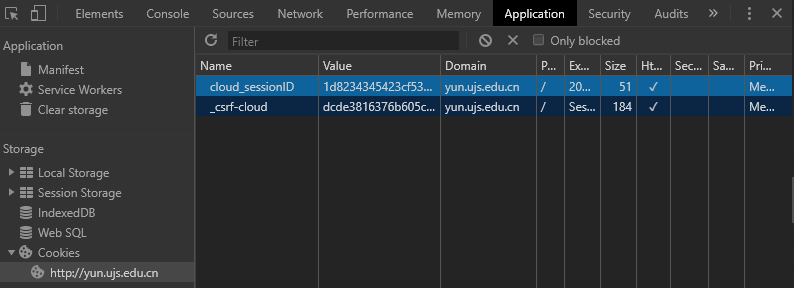 Elements Console Sources Network Performance Memory Application Security Audits »
Application
Manifest
Service Workers
Clear storage
Storage
Local Storage
Session Storage
IndexedDB
Web SQL
Cookies
http://yun.ujs.edu.cn
Filter Only blocked
Name Value Domain P... Ex... Size Ht... Sec... Sa... Pri...
cloud_sessionID 1d8234345423cf53... yun.ujs.edu.cn / 20... 51 ✓ Me...
_csrf-cloud dcde3816376b605c... yun.ujs.edu.cn / Ses... 184 ✓ Me...